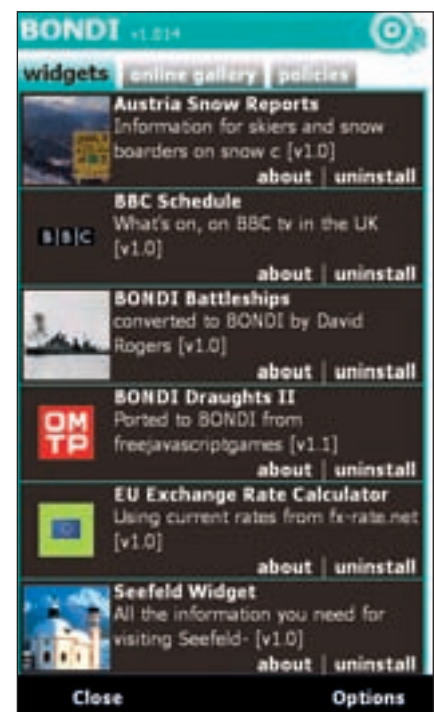 BONDI v1.014
widgets online gallery policies
Austria Snow Reports
Information for skiers and snow
boarders on snow c [v1.0]
about | uninstall
BBC
BBC Schedule
What's on, on BBC tv in the UK
[v1.0]
about | uninstall
BONDI Battleships
converted to BONDI by David
Rogers [v1.0]
about | uninstall
OM
TP
BONDI Draughts II
Ported to BONDI from
freejavascriptgames [v1.1]
about | uninstall
EU Exchange Rate Calculator
Using current rates from fx-rate.net
[v1.0]
about | uninstall
Seefeld Widget
All the information you need for
visiting Seefeld- [v1.0]
about | uninstall
Close Options